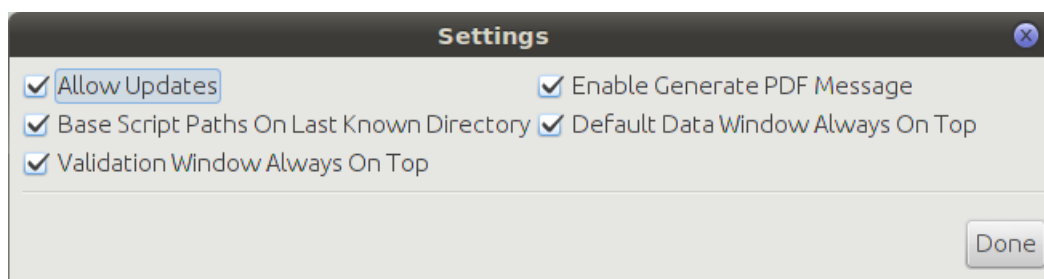 Settings
Allow Updates
Enable Generate PDF Message
Base Script Paths On Last Known Directory
Default Data Window Always On Top
Validation Window Always On Top
Done